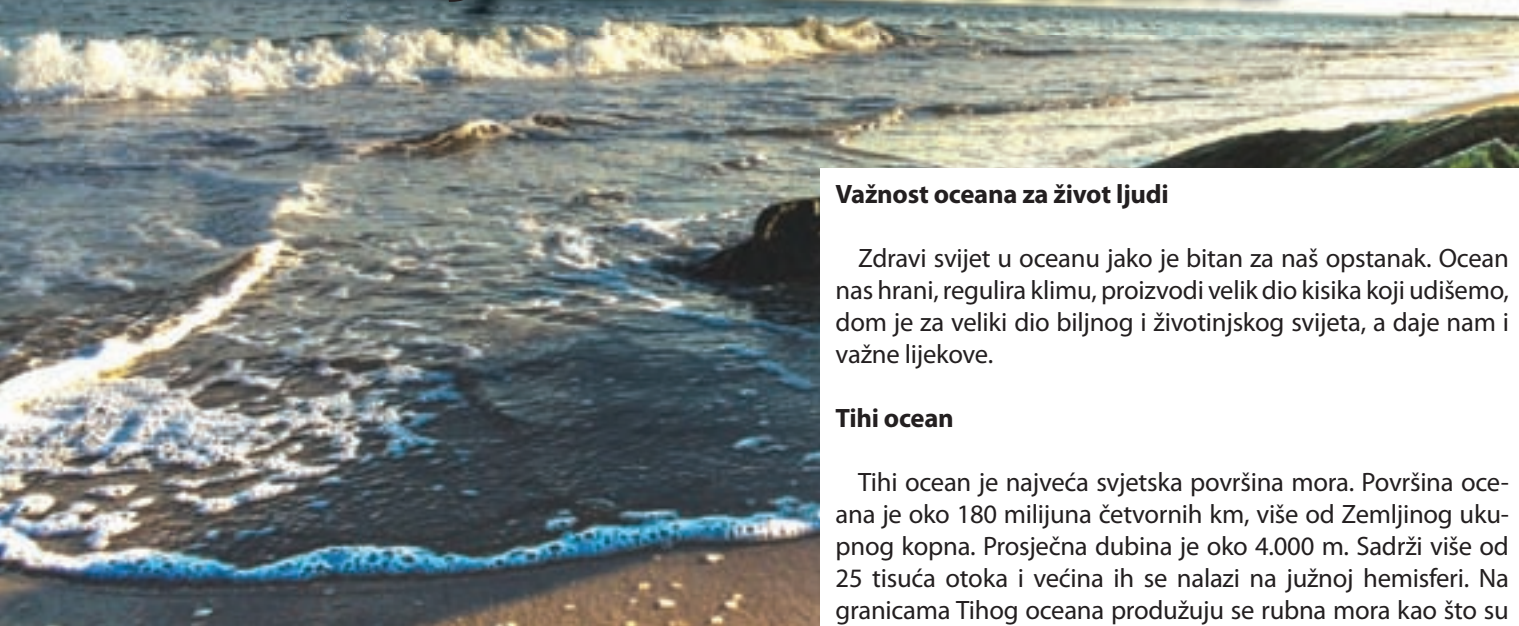 Važnost oceana za život ljudi
Zdravi svijet u oceanu jako je bitan za naš opstanak. Ocean
nas hrani, regulira klimu, proizvodi velik dio kisika koji udišemo,
dom je za veliki dio biljnog i životinjskog svijeta, a daje nam i
važne lijekove.
Tihi ocean
Tihi ocean je najveća svjetska površina mora. Površina oce-
ana je oko 180 milijuna četvornih km, više od Zemljinog uku-
pnog kopna. Prosječna dubina je oko 4.000 m. Sadrži više od
25 tisuća otoka i većina ih se nalazi na južnoj hemisferi. Na
granicama Tihog oceana produžuju se rubna mora kao što su